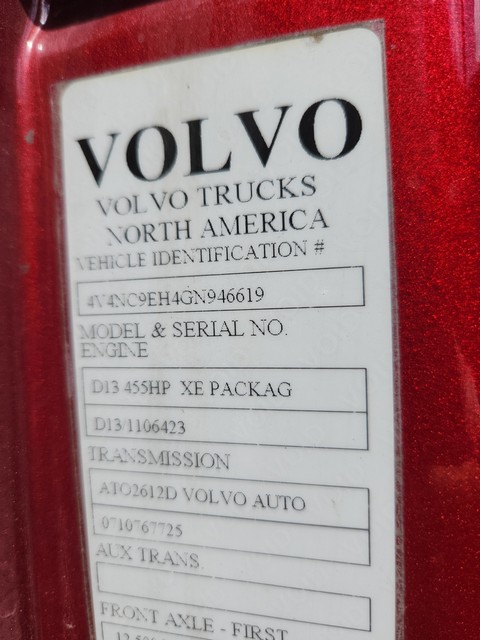 VOLVO
VOLVO TRUCKS
NORTH AMERICA
VEHICLE IDENTIFICATION #
4V4NC9EH4GN946619
MODEL & SERIAL NO.
ENGINE
D13 455HP XE PACKAG
D13/1106423
TRANSMISSION
ATO2612D VOLVO AUTO
0710767725
AUX TRANS
FRONT AXLE - FIRST